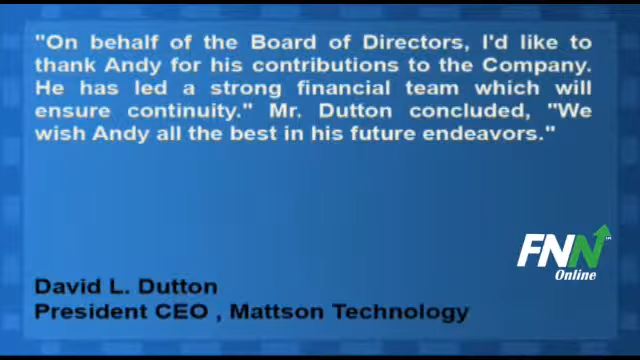 "On behalf of the Board of Directors, I'd like to
thank Andy for his contributions to the Company.
He has led a strong financial team which will
ensure continuity." Mr. Dutton concluded, "We
wish Andy all the best in his future endeavors."
FNN
Online
David L. Dutton
President CEO , Mattson Technology